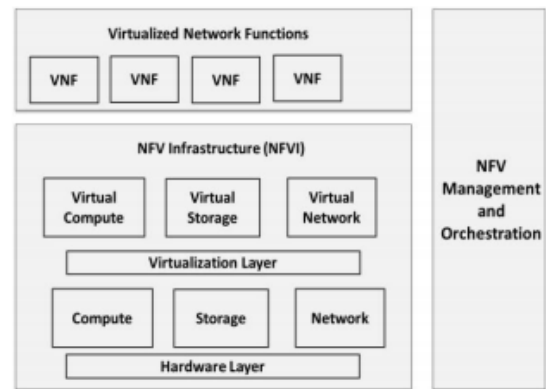 Virtualized Network Functions
VNF VNF VNF VNF
NFV Infrastructure (NFVI)
Virtual Compute
Virtual Storage
Virtual Network
Virtualization Layer
Compute Storage Network
Hardware Layer
NFV
Management
and
Orchestration